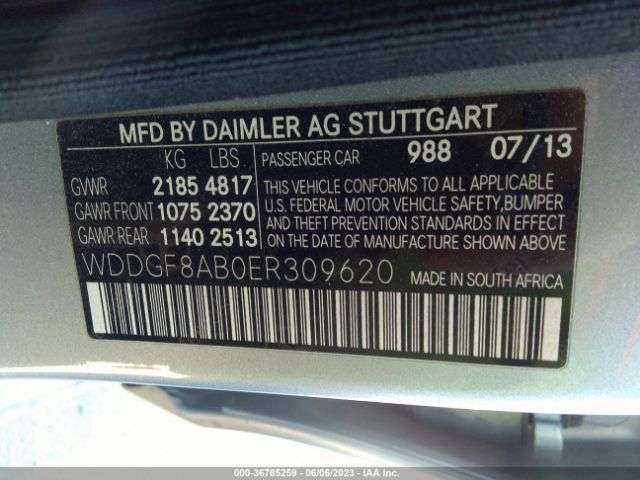 MFD BY DAIMLER AG STUTTGART
KG LBS PASSENGER CAR 988 07/13
GVWR 2185 4817
GAWR FRONT 1075 2370
GAWR REAR 1140 2513
THIS VEHICLE CONFORMS TO ALL APPLICABLE
U.S. FEDERAL MOTOR VEHICLE SAFETY, BUMPER
AND THEFT PREVENTION STANDARDS IN EFFECT
ON THE DATE OF MANUFACTURE SHOWN ABOVE
WDDGF8AB0ER309620 MADE IN SOUTH AFRICA
000-36785259 - 06/06/2023 - IAA Inc.